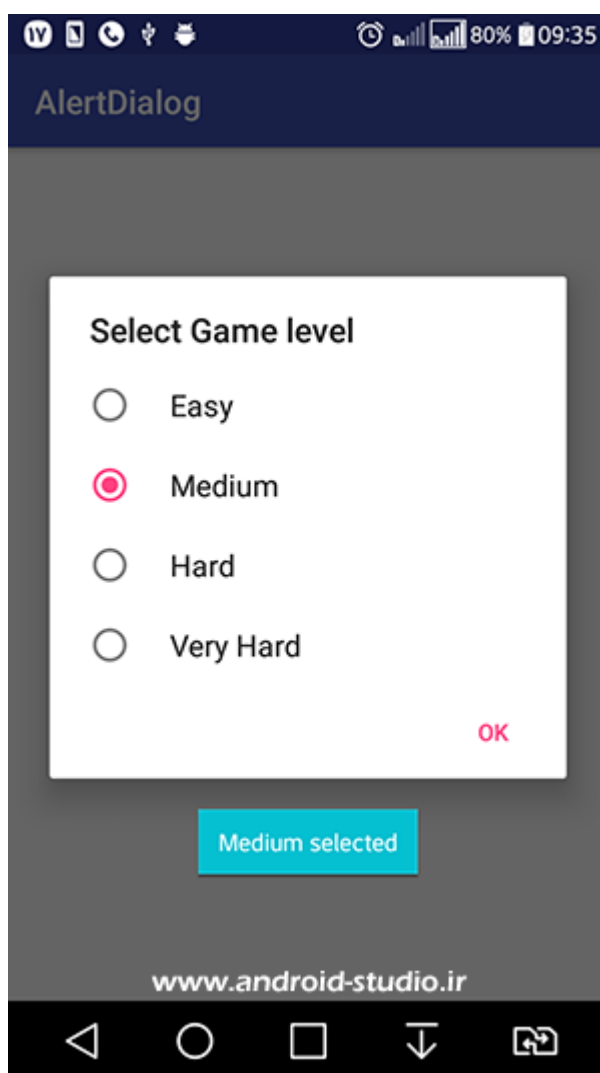 80% 09:35
AlertDialog
Select Game level
Easy
Medium
Hard
Very Hard
OK
Medium selected
www.android-studio.ir